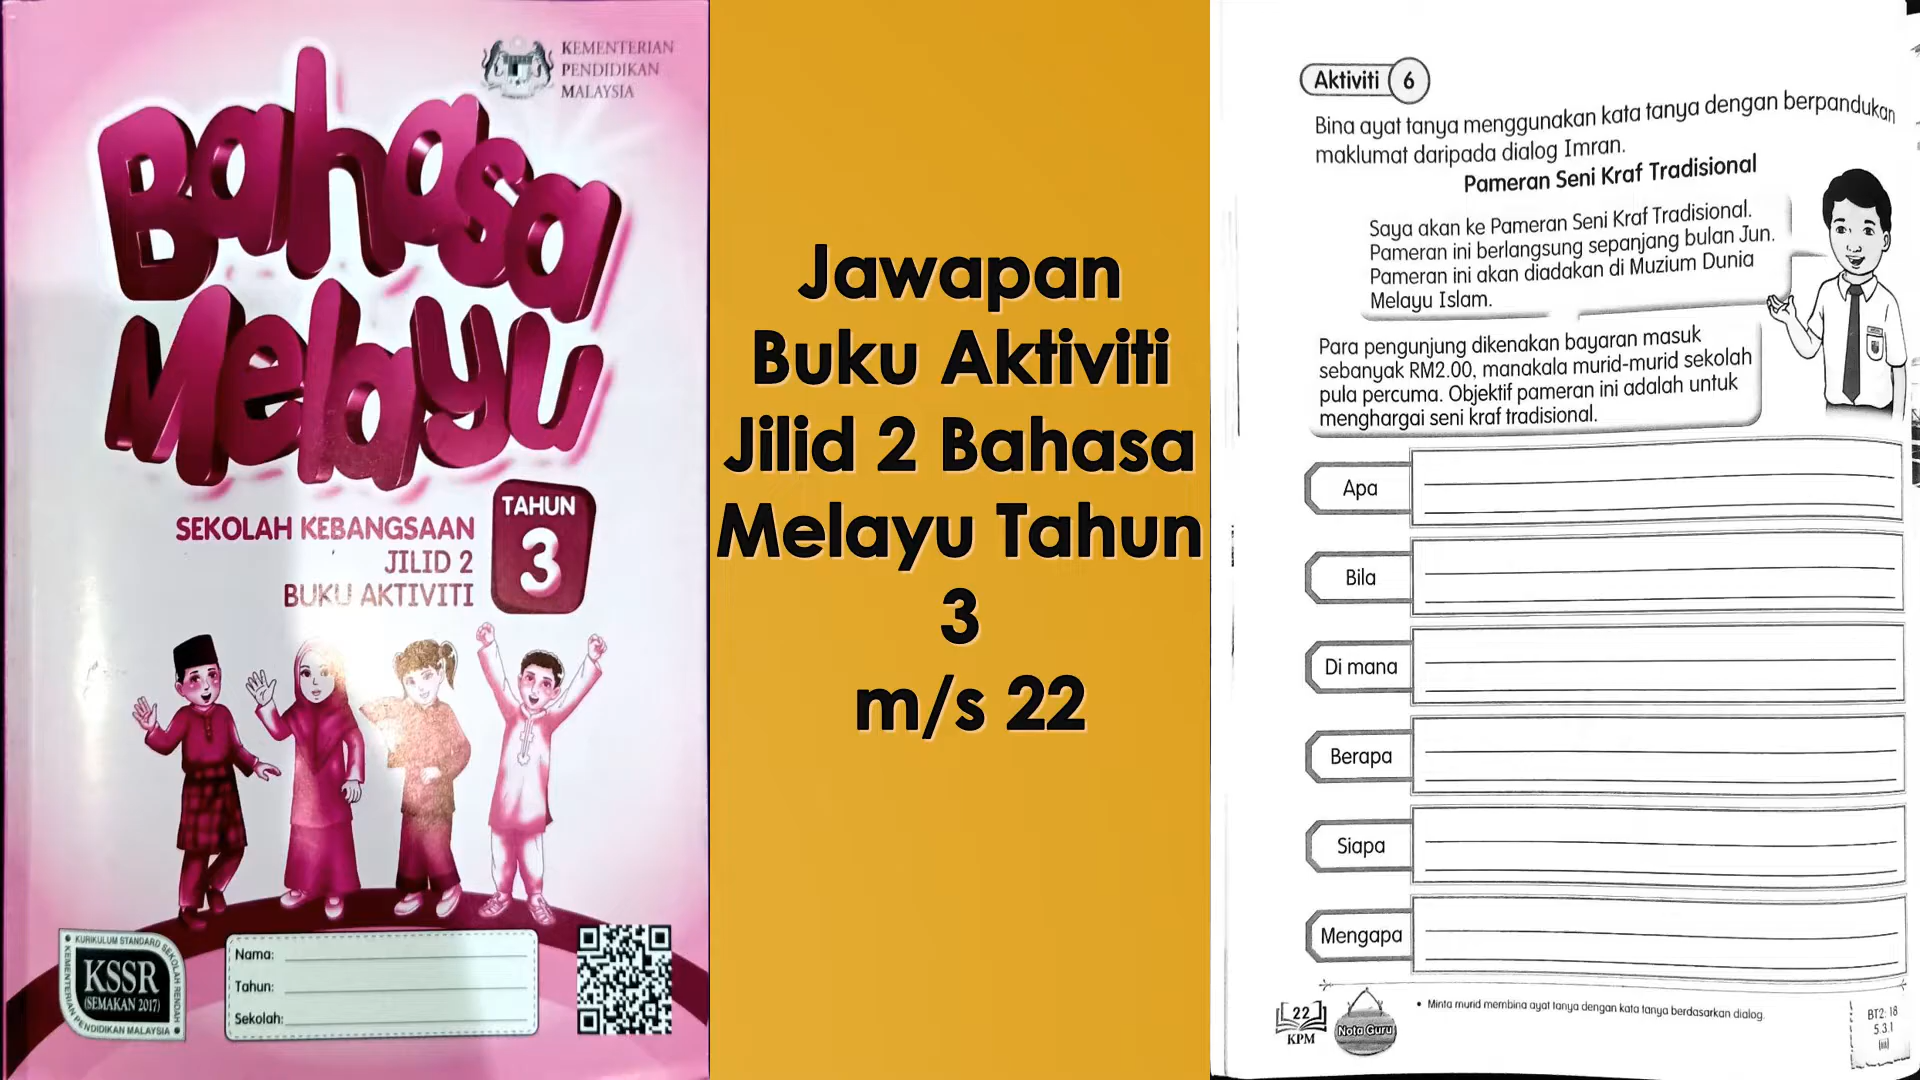 KEMENTERIAN
PENDIDIKAN
MALAYSIA
Bahasa
Melayu
SEKOLAH KEBANGSAAN
JILID 2
BUKU AKTIVITI
TAHUN
3
KURIKULUM STANDARD SEKOLAH RENDAH
KSSR
(SEMAKAN 2017)
KEMENTERIAN PENDIDIKAN MALAYSIA
Nama:
Tahun:
Sekolah:
Jawapan
Buku Aktiviti
Jilid 2 Bahasa
Melayu Tahun
3
m/s 22
Aktiviti 6
Bina ayat tanya menggunakan kata tanya dengan berpandukan
maklumat daripada dialog Imran.
Pameran Seni Kraf Tradisional
Saya akan ke Pameran Seni Kraf Tradisional.
Pameran ini berlangsung sepanjang bulan Jun.
Pameran ini akan diadakan di Muzium Dunia
Melayu Islam.
Para pengunjung dikenakan bayaran masuk
sebanyak RM2.00, manakala murid-murid sekolah
pula percuma. Objektif pameran ini adalah untuk
menghargai seni kraf tradisional.
Apa
Bila
Di mana
Berapa
Siapa
Mengapa
22
KPM
Nota Guru
• Minta murid membina ayat tanya dengan kata tanya berdasarkan dialog.
BT2: 18
5.3.1
(iii)